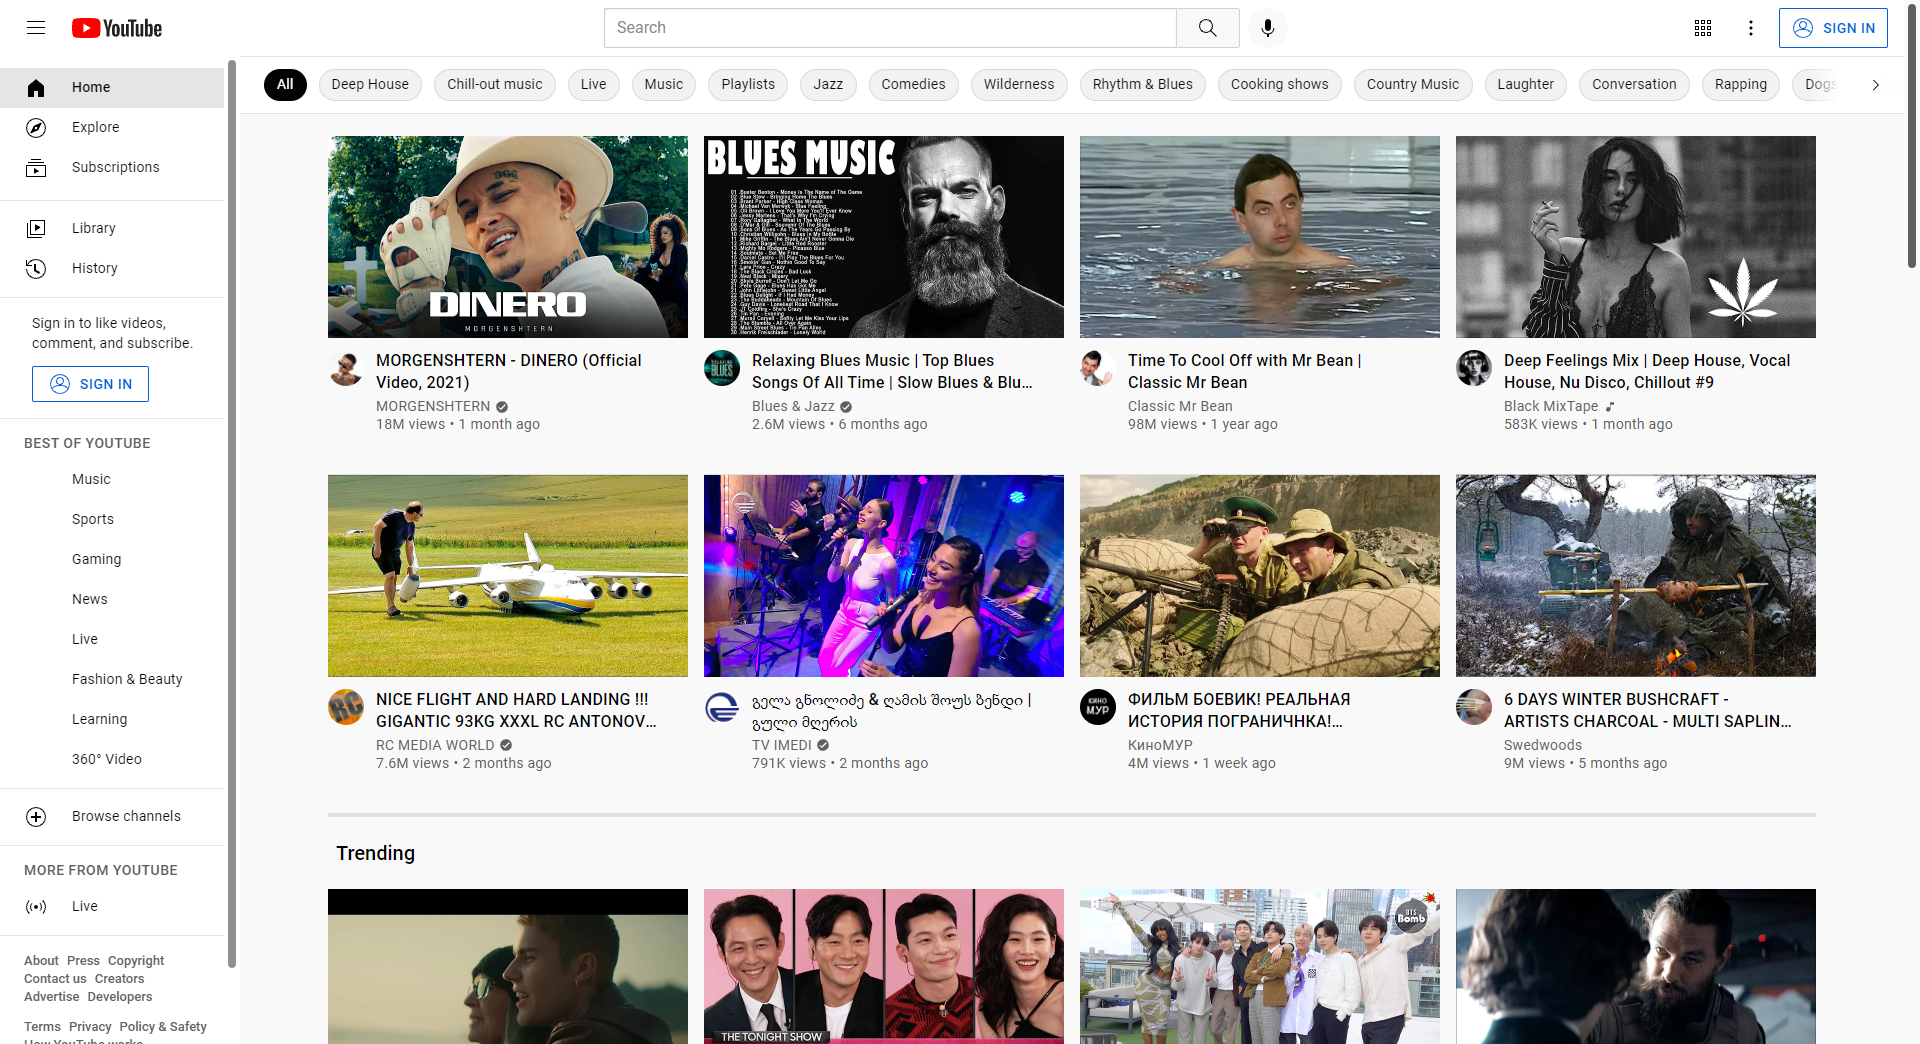 YouTube
Search
SIGN IN
Home
Explore
Subscriptions
Library
History
Sign in to like videos,
comment, and subscribe.
SIGN IN
BEST OF YOUTUBE
Music
Sports
Gaming
News
Live
Fashion & Beauty
Learning
360° Video
Browse channels
MORE FROM YOUTUBE
Live
About Press Copyright
Contact us Creators
Advertise Developers
Terms Privacy Policy & Safety
How YouTube works
All Deep House Chill-out music Live Music Playlists Jazz Comedies Wilderness Rhythm & Blues Cooking shows Country Music Laughter Conversation Rapping Dogs
DINERO
MORGENSHTERN
MORGENSHTERN - DINERO (Official
Video, 2021)
MORGENSHTERN
18M views • 1 month ago
BLUES MUSIC
Relaxing Blues Music | Top Blues
Songs Of All Time | Slow Blues & Blu...
Blues & Jazz
2.6M views • 6 months ago
Time To Cool Off with Mr Bean |
Classic Mr Bean
Classic Mr Bean
98M views • 1 year ago
Deep Feelings Mix | Deep House, Vocal
House, Nu Disco, Chillout #9
Black MixTape
583K views • 1 month ago
RC
NICE FLIGHT AND HARD LANDING !!!
GIGANTIC 93KG XXXL RC ANTONOV...
RC MEDIA WORLD
7.6M views • 2 months ago
გელა გნოლიძე & ღამის შოუს ბენდი |
გული მღერის
TV IMEDI
791K views • 2 months ago
КИНО
МУР
ФИЛЬМ БОЕВИК! РЕАЛЬНАЯ
ИСТОРИЯ ПОГРАНИЧНКА!...
КиноМУР
4M views • 1 week ago
6 DAYS WINTER BUSHCRAFT -
ARTISTS CHARCOAL - MULTI SAPLIN...
Swedwoods
9M views • 5 months ago
Trending
THE TONIGHT SHOW
BTS
Bomb